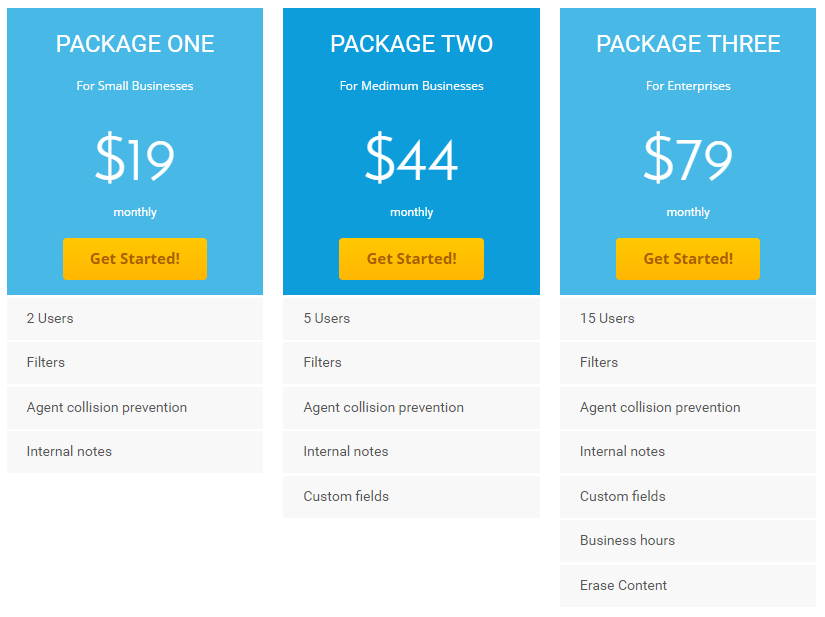 PACKAGE ONE
For Small Businesses
$19
monthly
Get Started!
2 Users
Filters
Agent collision prevention
Internal notes
PACKAGE TWO
For Medimum Businesses
$44
monthly
Get Started!
5 Users
Filters
Agent collision prevention
Internal notes
Custom fields
PACKAGE THREE
For Enterprises
$79
monthly
Get Started!
15 Users
Filters
Agent collision prevention
Internal notes
Custom fields
Business hours
Erase Content